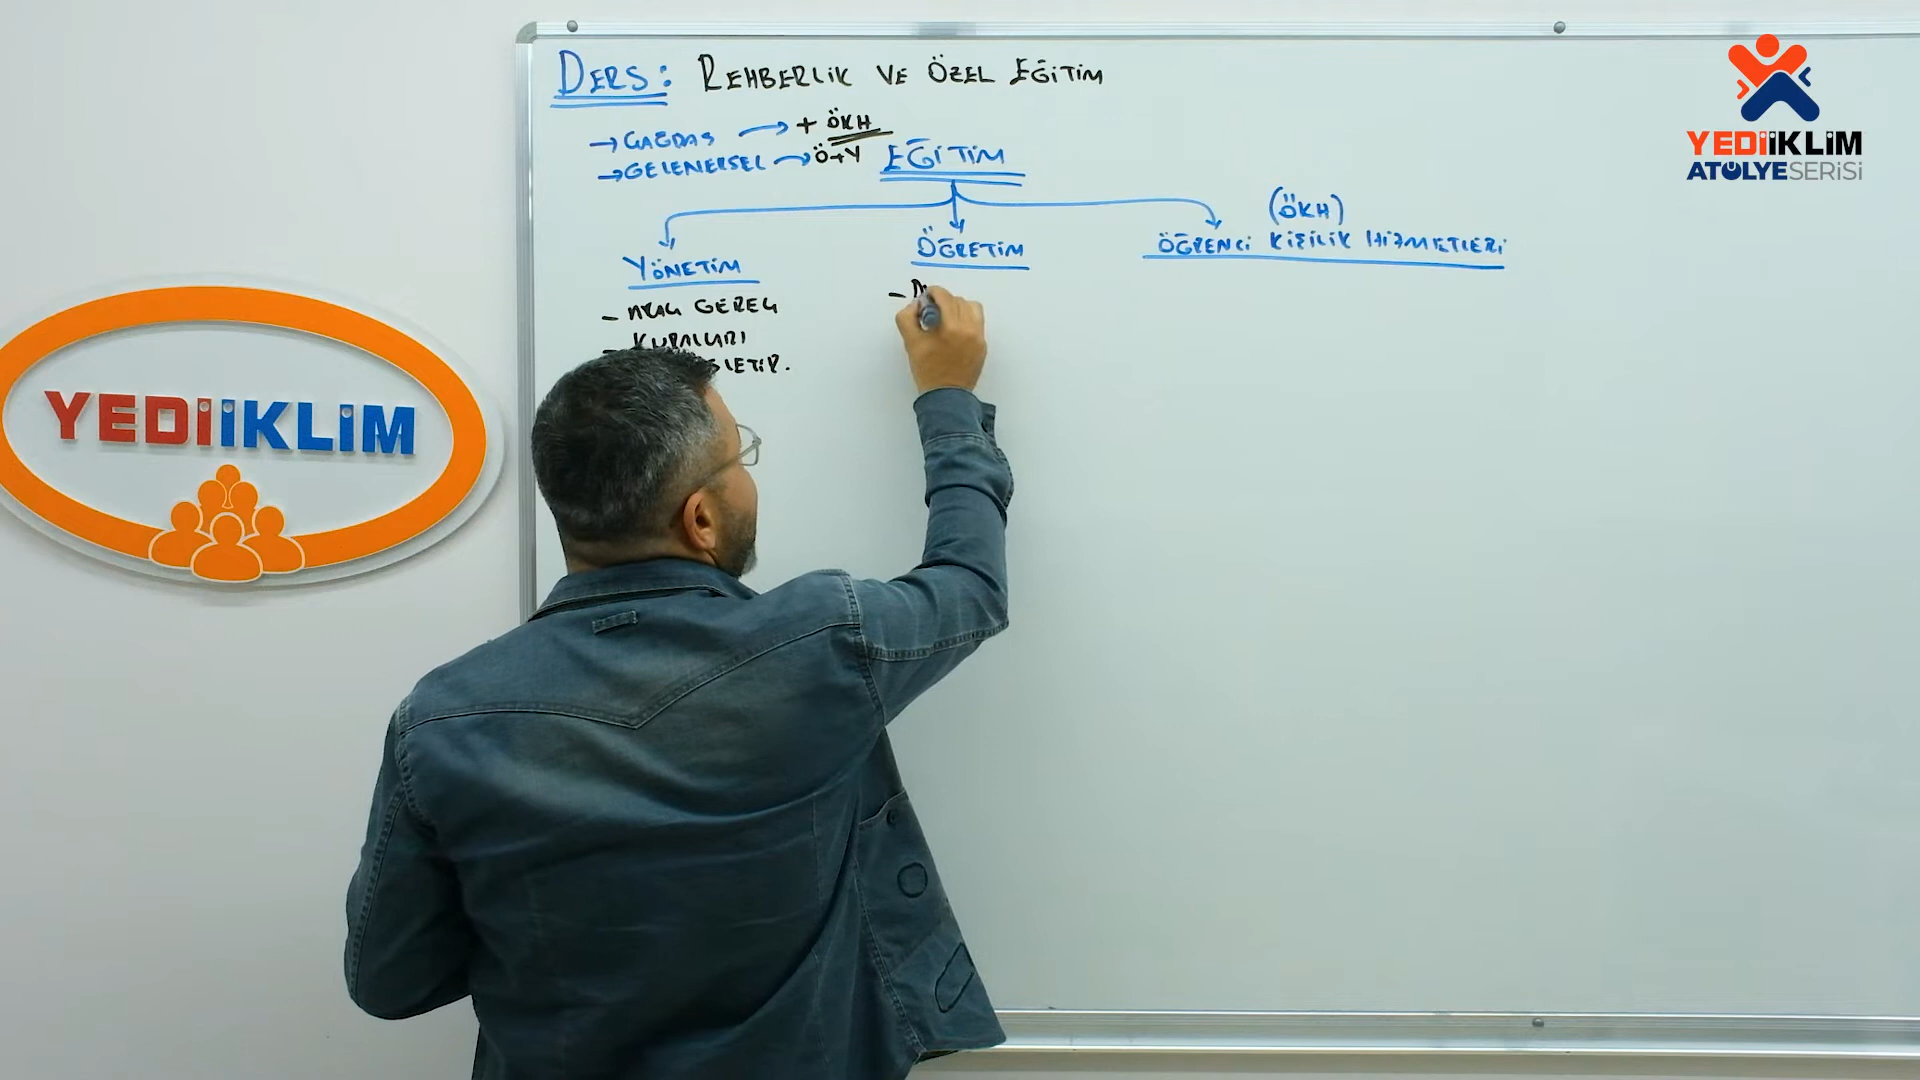 DERS: REHBERLİK VE ÖZEL EĞİTİM
→ ÇAĞDAŞ → + ÖKH
→ GELENEKSEL → Ö+Y
EĞİTİM
YÖNETİM
- ARAÇ GEREÇ
- KURALLARI
ÖĞRETİM
-
(ÖKH)
ÖĞRENCİ KİŞİLİK HİZMETLERİ
YEDİİKLİM
YEDİİKLİM
ATÖLYESERİSİ